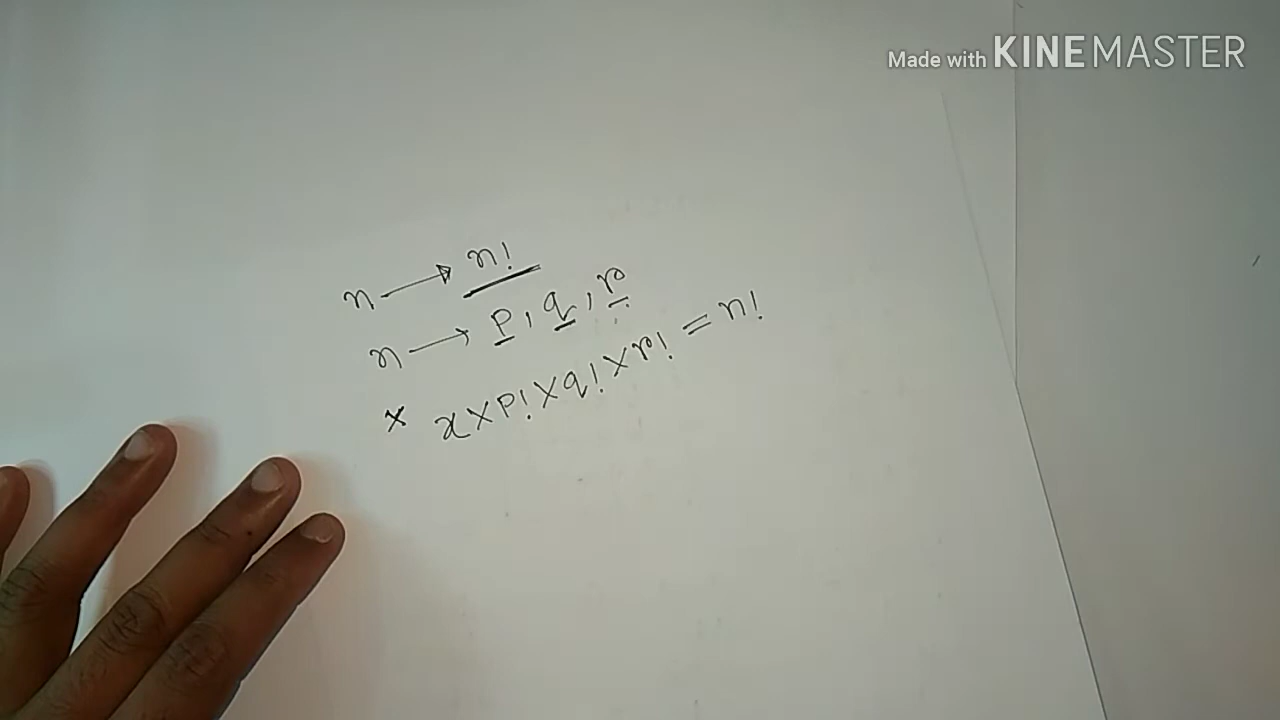 Made with KINEMASTER
n → n!
n → p, q, r
x x×p!×q!×r! = n!